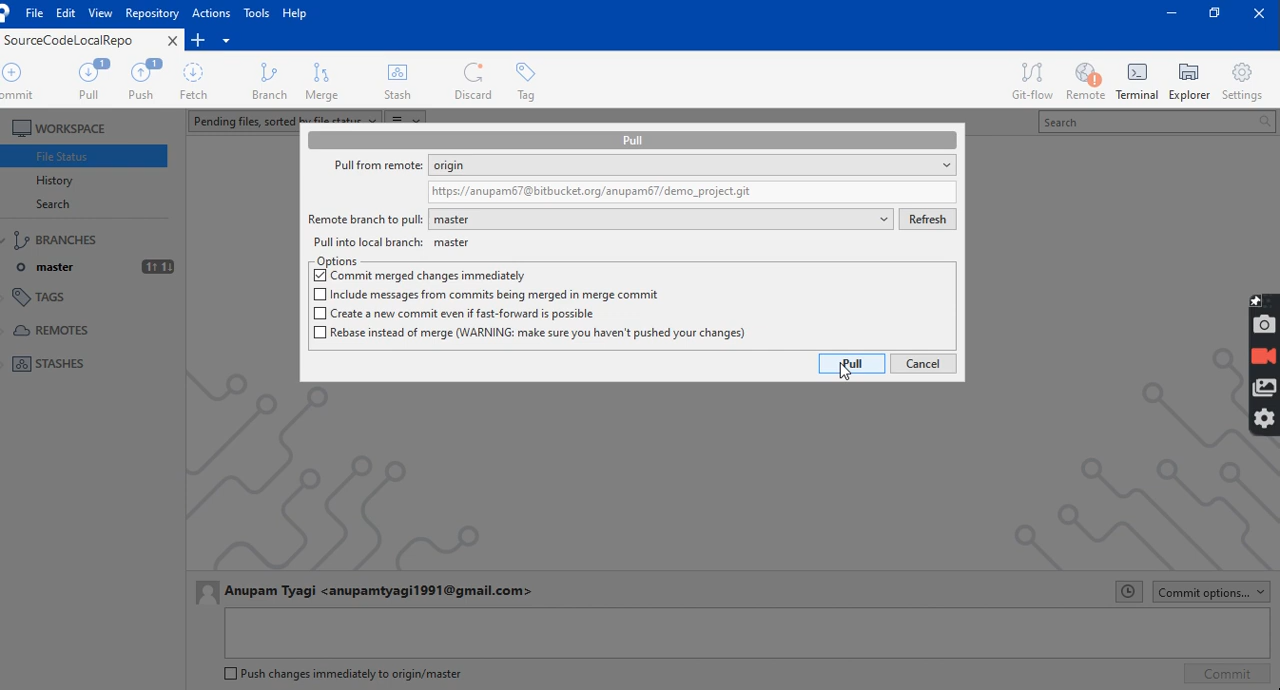 File Edit View Repository Actions Tools Help
SourceCodeLocalRepo
ommit Pull 1 Push 1 Fetch Branch Merge Stash Discard Tag Git-flow Remote Terminal Explorer Settings
WORKSPACE
Pending files, sorted by file status
Search
File Status
History
Search
BRANCHES
master 1↑ 1↓
TAGS
REMOTES
STASHES
Pull
Pull from remote: origin
https://anupam67@bitbucket.org/anupam67/demo_project.git
Remote branch to pull: master Refresh
Pull into local branch: master
Options
Commit merged changes immediately
Include messages from commits being merged in merge commit
Create a new commit even if fast-forward is possible
Rebase instead of merge (WARNING: make sure you haven't pushed your changes)
Pull Cancel
Anupam Tyagi <anupamtyagi1991@gmail.com> Commit options...
Push changes immediately to origin/master Commit